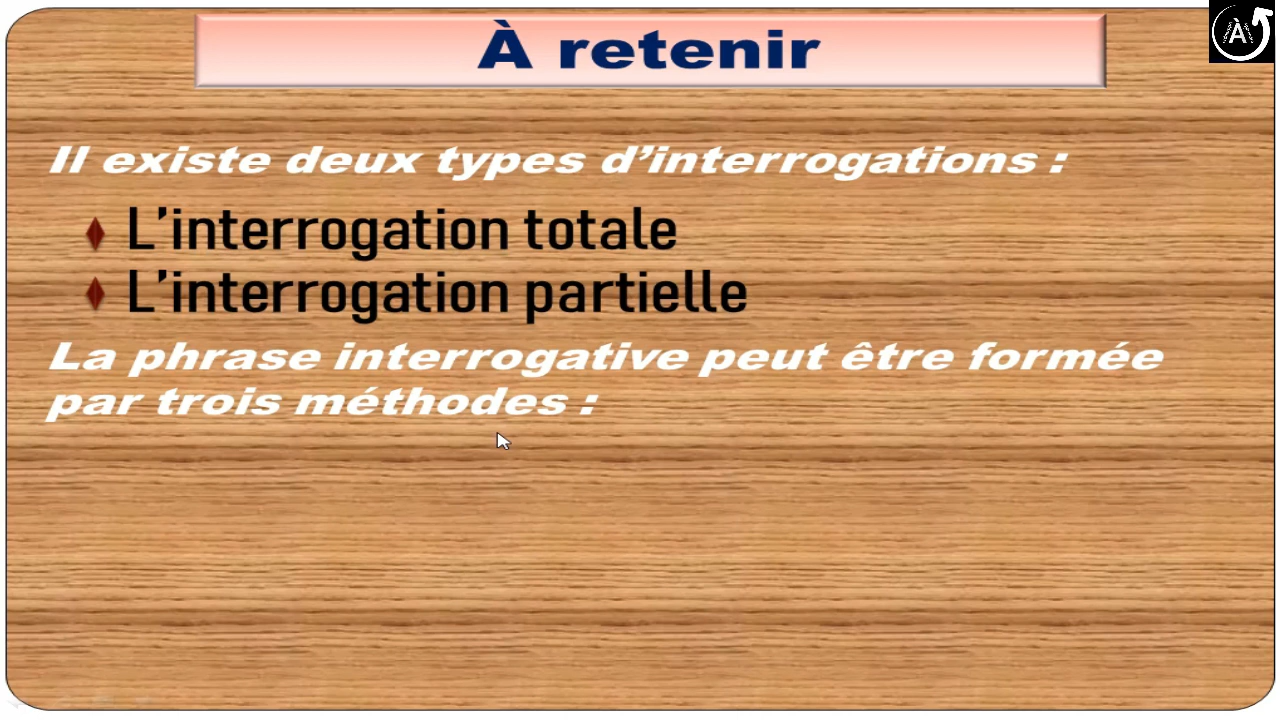 À retenir
À
Il existe deux types d’interrogations :
L’interrogation totale
L’interrogation partielle
La phrase interrogative peut être formée
par trois méthodes :